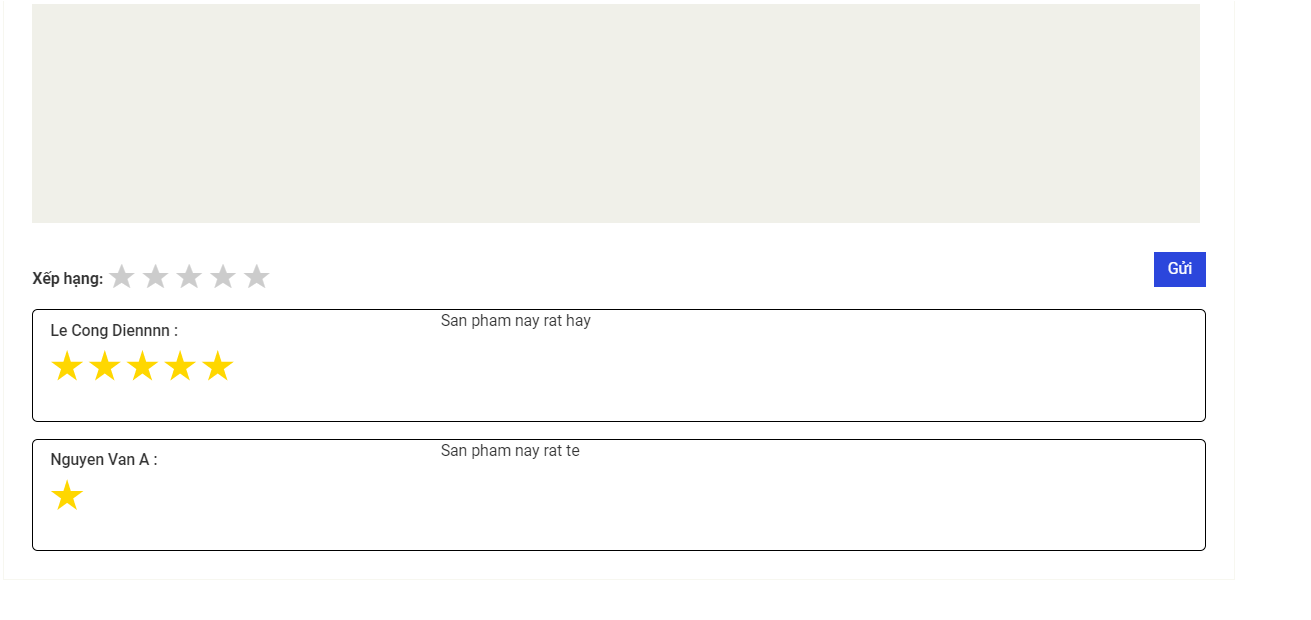 Xếp hạng:
Gửi
Le Cong Diennnn :
San pham nay rat hay
Nguyen Van A :
San pham nay rat te